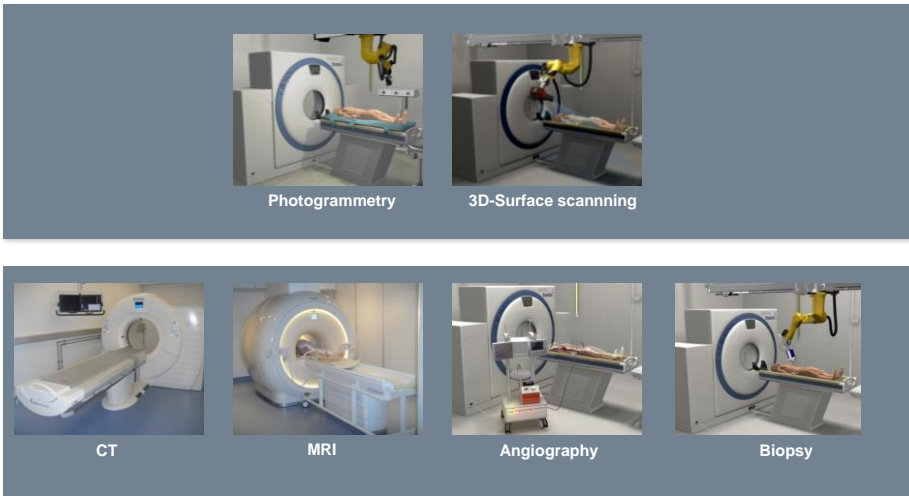 Photogrammetry
3D-Surface scannning
CT
MRI
Angiography
Biopsy